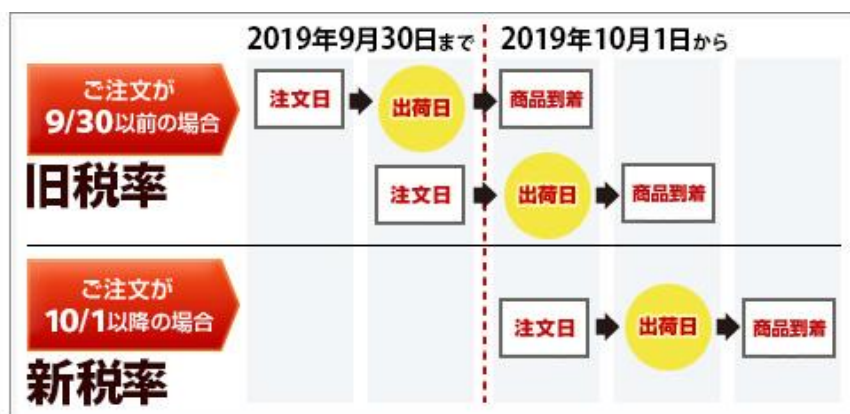 2019年9月30日まで
2019年10月1日から
ご注文が
9/30以前の場合
旧税率
注文日
出荷日
商品到着
注文日
出荷日
商品到着
ご注文が
10/1以降の場合
新税率
注文日
出荷日
商品到着